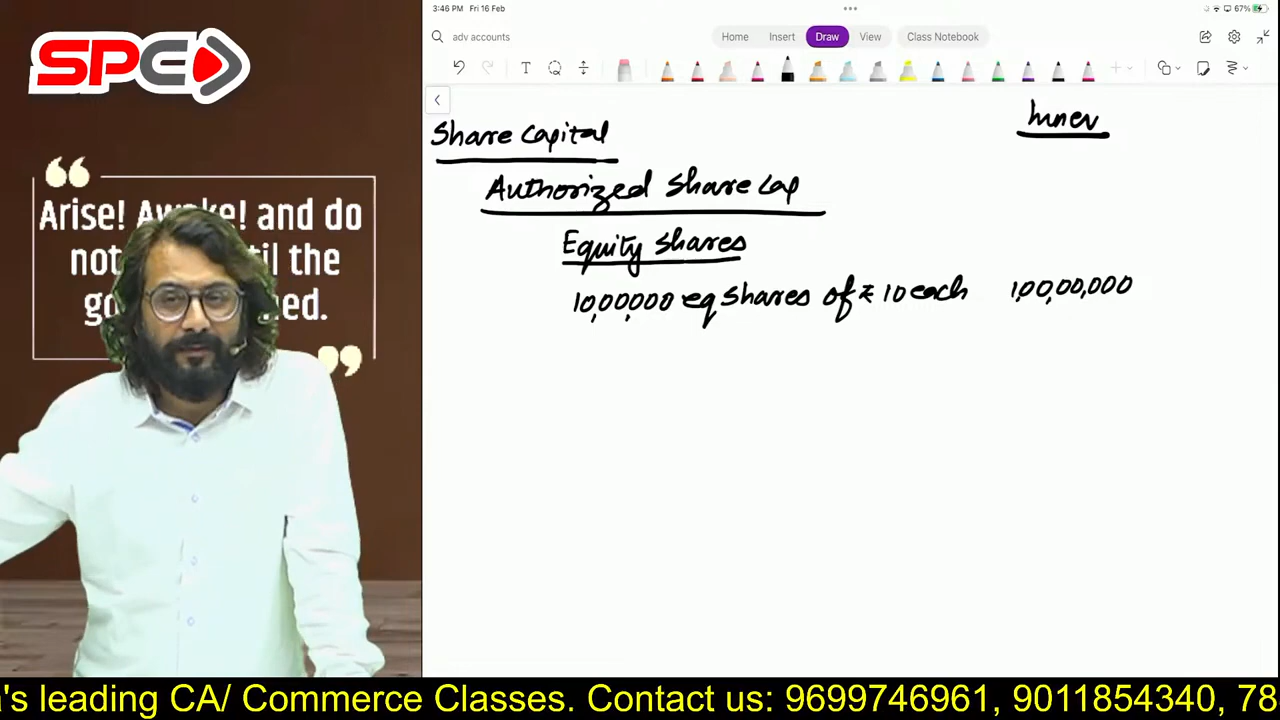 3:46 PM Fri 16 Feb
67%
adv accounts
Home Insert Draw View Class Notebook
SPE
Share Capital
Inner
Authorized Share Cap
Equity Shares
10,00,000 eq Shares of ₹ 10 each 1,00,00,000
“
Arise! Awake! and do
not til the
go ed.
”
's leading CA/ Commerce Classes. Contact us: 9699746961, 9011854340, 78